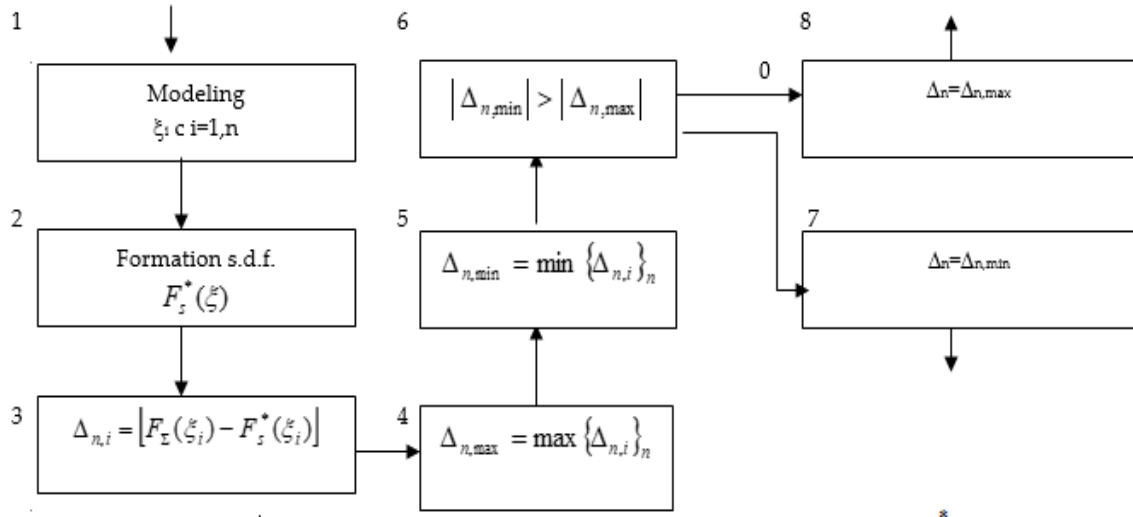 1
Modeling
ξi c i=1,n
2
Formation s.d.f.
F*s(ξ)
3
Δn,i = ⌊FΣ(ξi) − F*s(ξi)⌋
4
Δn,max = max {Δn,i}n
5
Δn,min = min {Δn,i}n
6
|Δn,min| > |Δn,max|
0
8
Δn=Δn,max
7
Δn=Δn,min
*